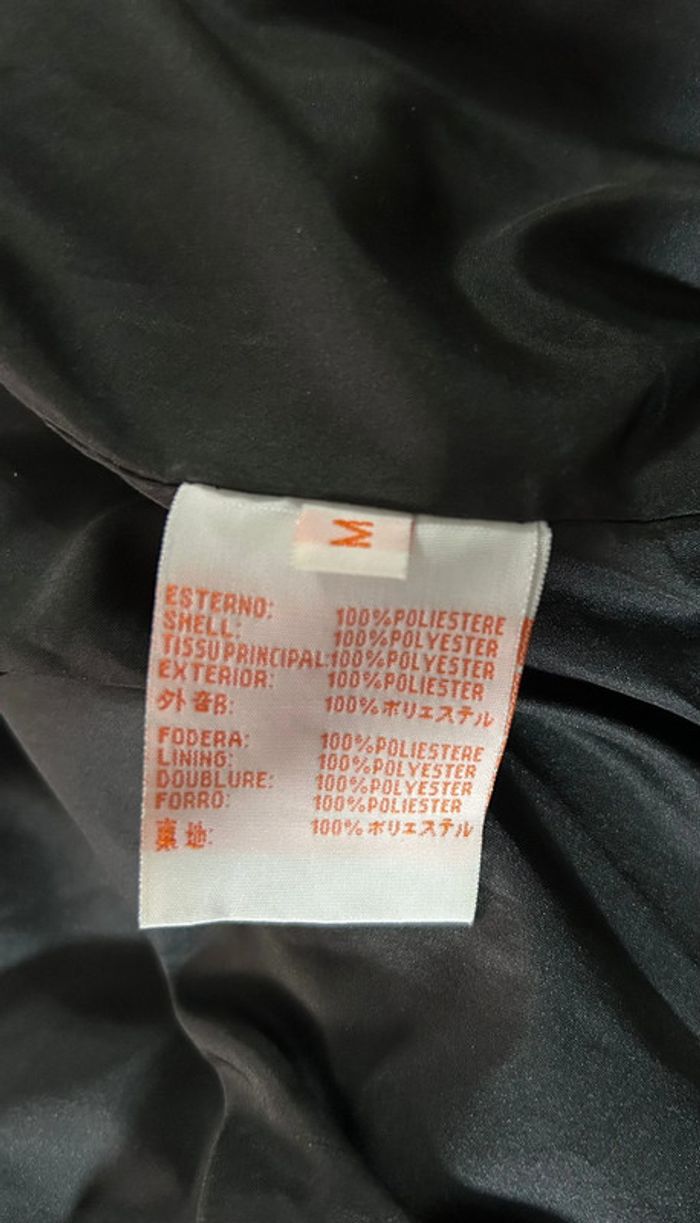 M
ESTERNO: 100%POLIESTERE
SHELL: 100%POLYESTER
TISSU PRINCIPAL: 100%POLYESTER
EXTERIOR: 100%POLIESTER
外音B: 100%ポリエステル
FODERA: 100%POLIESTERE
LINING: 100%POLYESTER
DOUBLURE: 100%POLYESTER
FORRO: 100%POLIESTER
裏地: 100%ポリエステル